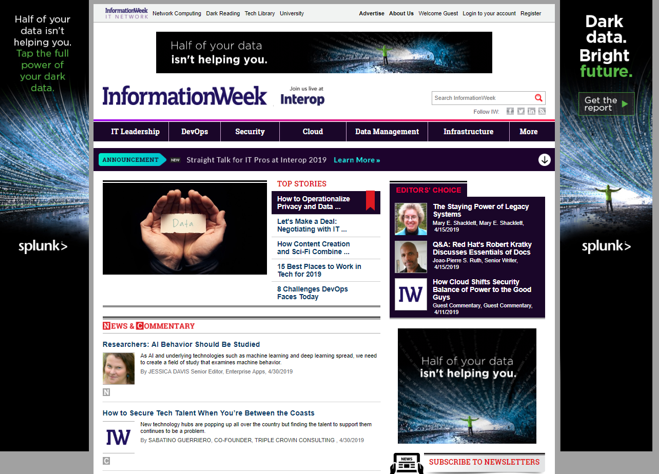 Half of your
data isn't
helping you.
Tap the full
power of
your dark
data.
splunk>
InformationWeek
IT NETWORK
Network Computing Dark Reading Tech Library University
Advertise About Us Welcome Guest Login to your account Register
Half of your data
isn't helping you.
InformationWeek
Join us live at
Interop
Search InformationWeek
Follow IW
IT Leadership DevOps Security Cloud Data Management Infrastructure More
ANNOUNCEMENT NEW Straight Talk for IT Pros at Interop 2019 Learn More »
Data
TOP STORIES
How to Operationalize
Privacy and Data ...
Let's Make a Deal:
Negotiating with IT ...
How Content Creation
and Sci-Fi Combine ...
15 Best Places to Work in
Tech for 2019
8 Challenges DevOps
Faces Today
EDITORS' CHOICE
The Staying Power of Legacy
Systems
Mary E. Shacklett, Mary E. Shacklett,
4/15/2019
Q&A: Red Hat's Robert Kratky
Discusses Essentials of Docs
Joao-Pierre S. Ruth, Senior Writer,
4/15/2019
IW
How Cloud Shifts Security
Balance of Power to the Good
Guys
Guest Commentary, Guest Commentary,
4/11/2019
NEWS & COMMENTARY
Researchers: AI Behavior Should Be Studied
As AI and underlying technologies such as machine learning and deep learning spread, we need
to create a field of study that examines machine behavior.
By JESSICA DAVIS Senior Editor, Enterprise Apps, 4/30/2019
N
How to Secure Tech Talent When You're Between the Coasts
IW
New technology hubs are popping up all over the country but finding the talent to support them
continues to be a problem.
By SABATINO GUERRIERO, CO-FOUNDER, TRIPLE CROWN CONSULTING , 4/30/2019
C
Half of your data
isn't helping you.
NEWS
SUBSCRIBE TO NEWSLETTERS
Dark
data.
Bright
future.
Get the
report
splunk>